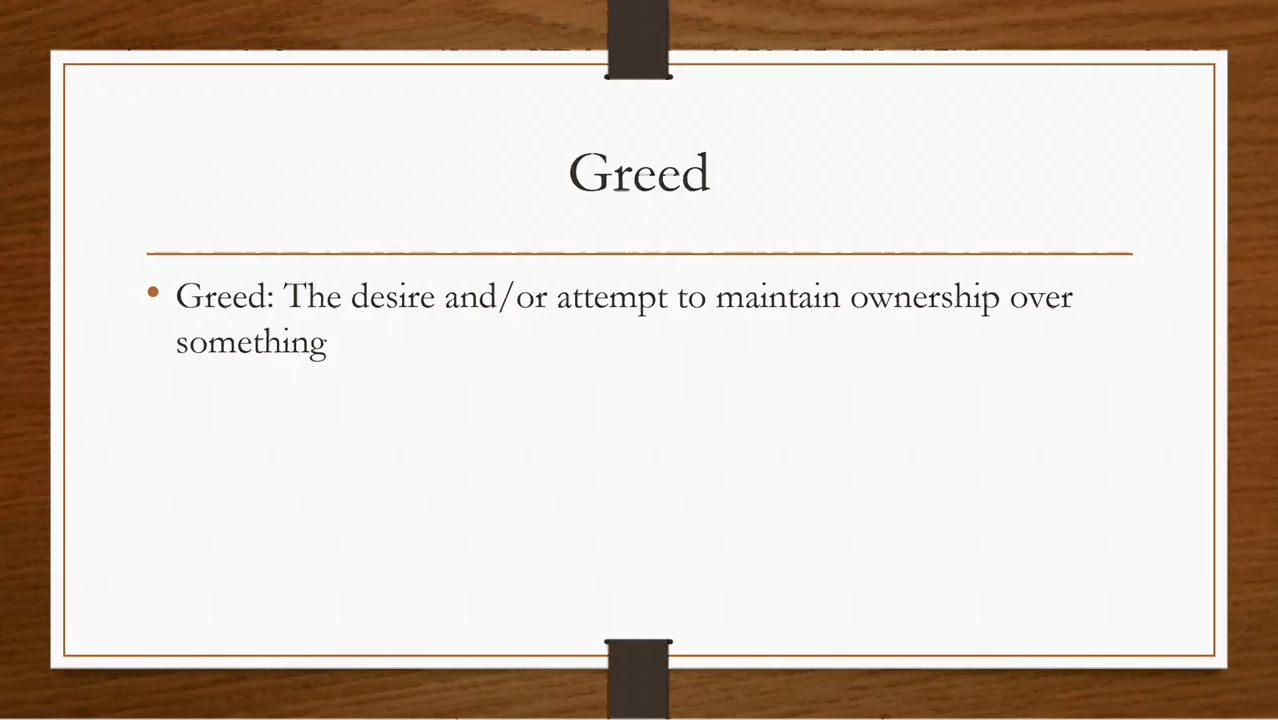 Greed
• Greed: The desire and/or attempt to maintain ownership over
something